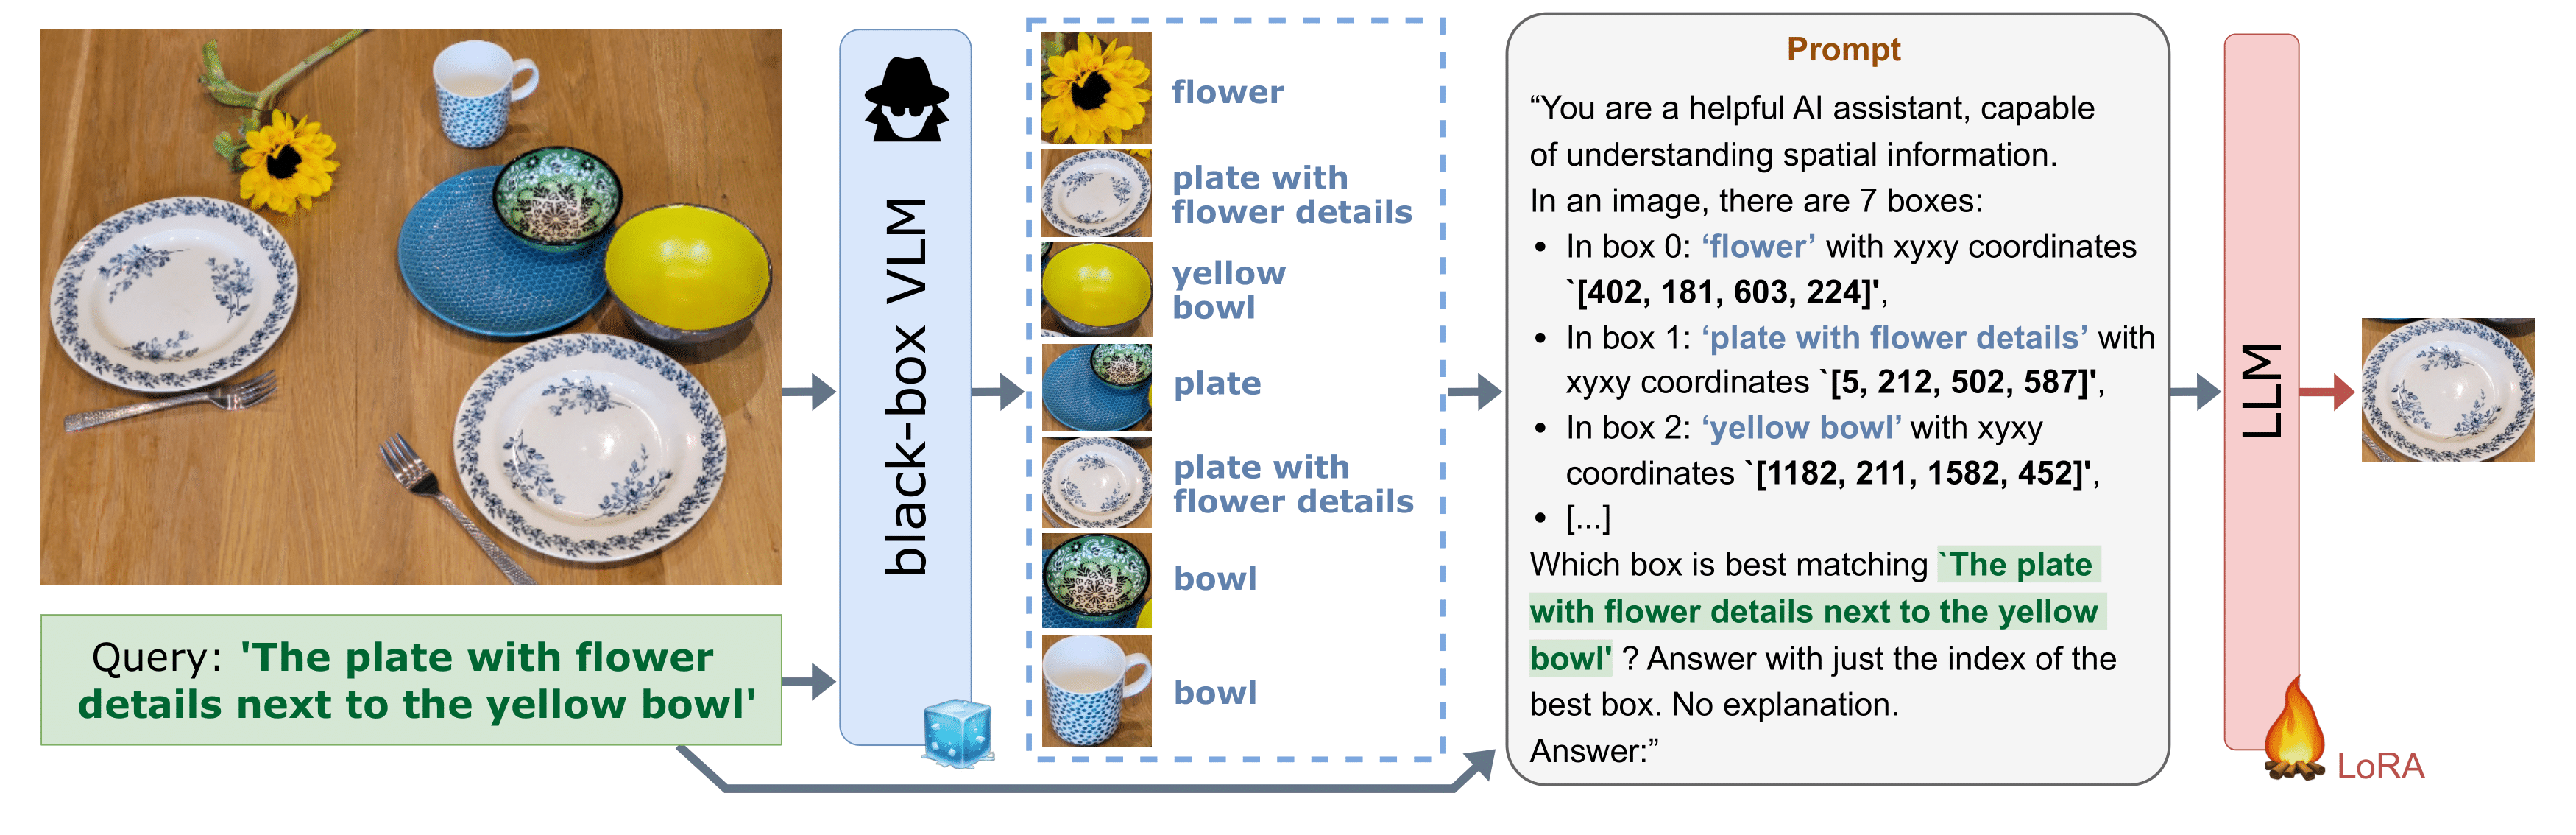 Query: 'The plate with flower
details next to the yellow bowl'
black-box VLM
flower
plate with
flower details
yellow
bowl
plate
plate with
flower details
bowl
bowl
Prompt
“You are a helpful AI assistant, capable
of understanding spatial information.
In an image, there are 7 boxes:
• In box 0: ‘flower’ with xyxy coordinates
`[402, 181, 603, 224]',
• In box 1: ‘plate with flower details’ with
xyxy coordinates `[5, 212, 502, 587]',
• In box 2: ‘yellow bowl’ with xyxy
coordinates `[1182, 211, 1582, 452]',
• [...]
Which box is best matching `The plate
with flower details next to the yellow
bowl' ? Answer with just the index of the
best box. No explanation.
Answer:”
LLM
LoRA